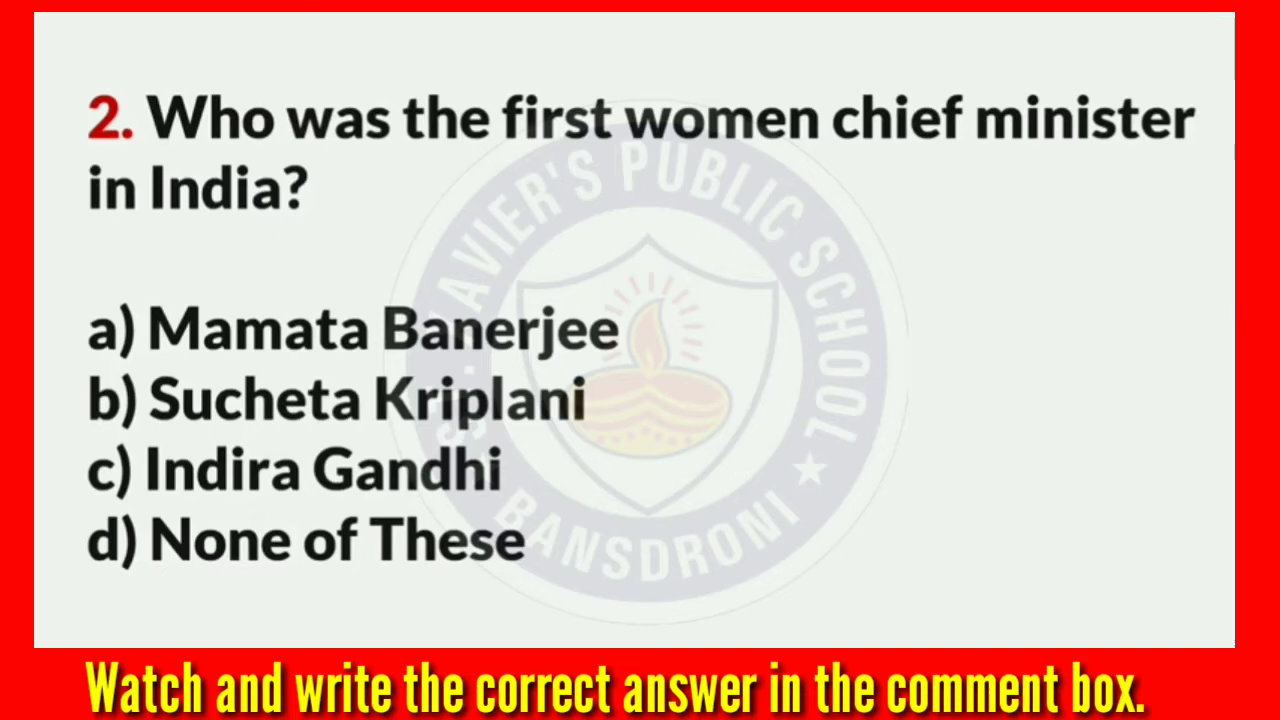 2. Who was the first women chief minister
in India?
a) Mamata Banerjee
b) Sucheta Kriplani
c) Indira Gandhi
d) None of These
ST. XAVIER'S PUBLIC SCHOOL
BANSDRONI
Watch and write the correct answer in the comment box.